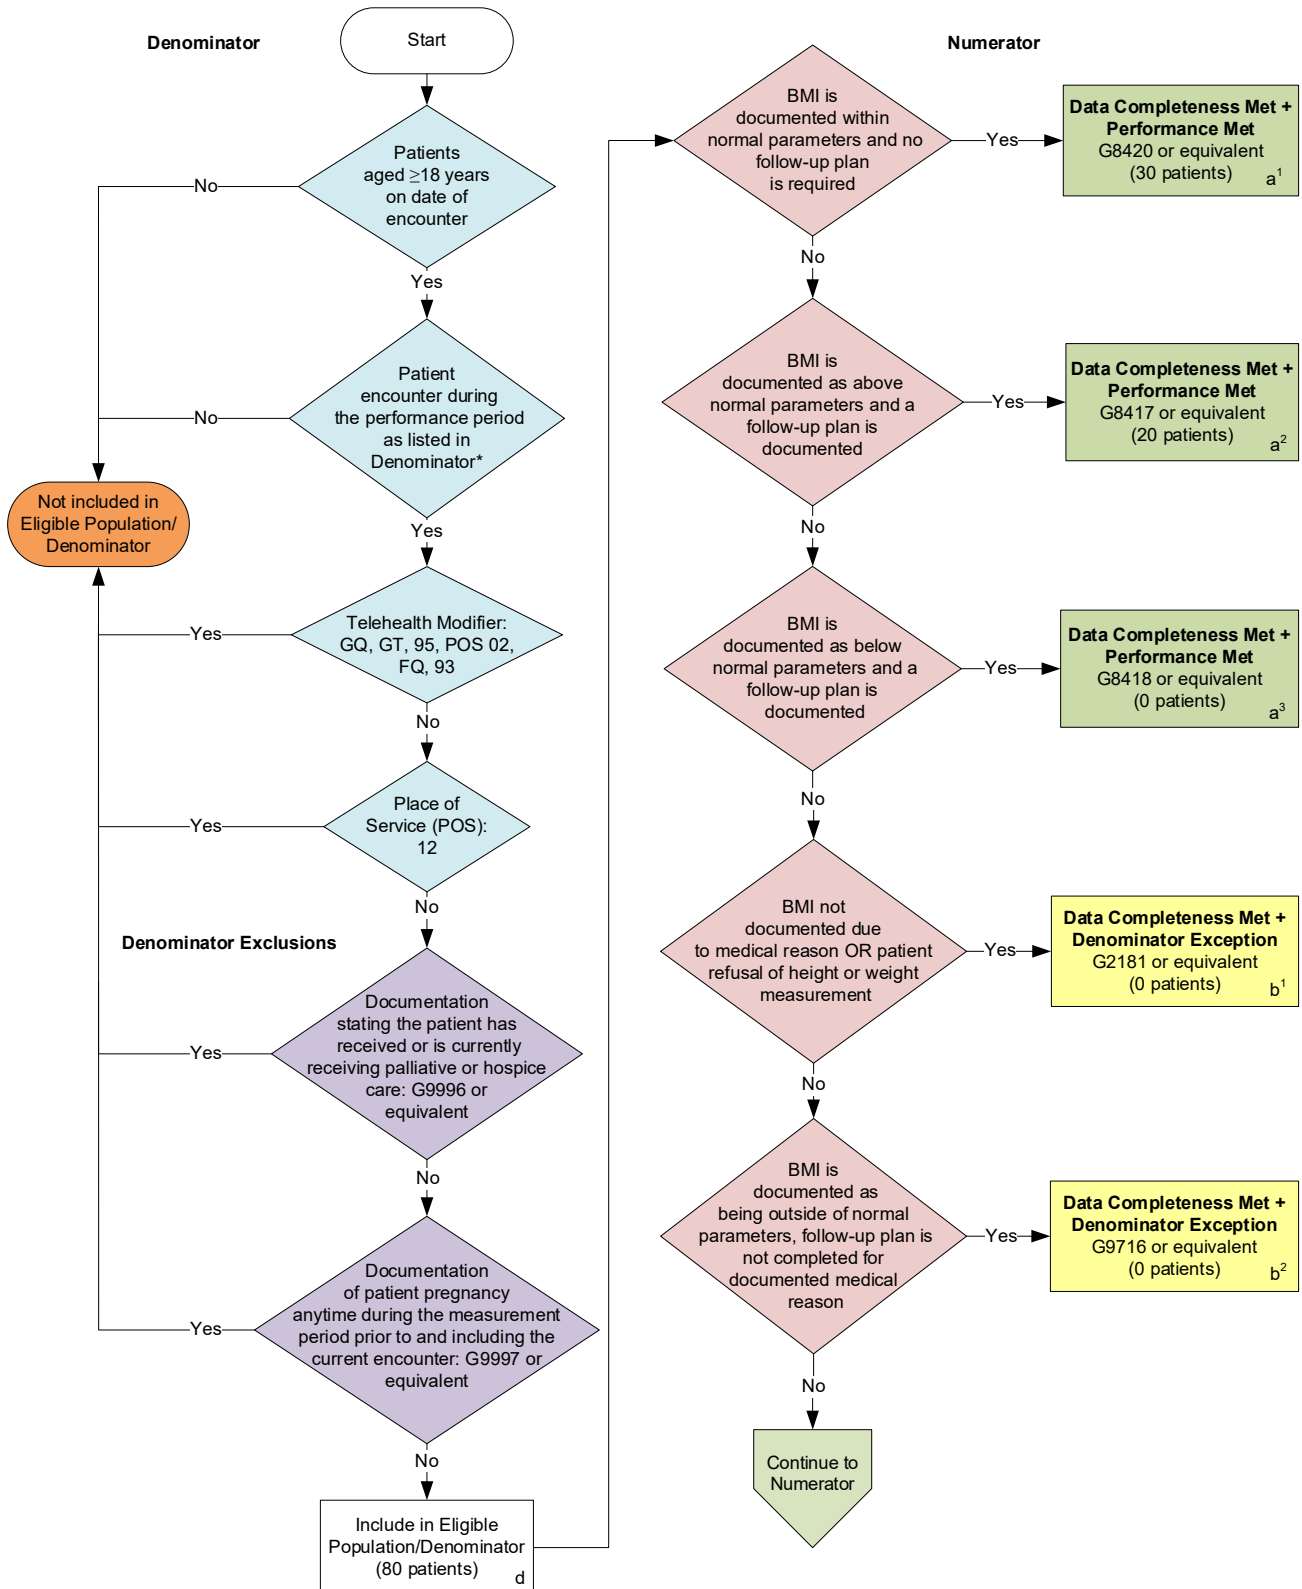 Denominator
Start
Patients
aged ≥18 years
on date of
encounter
No
Yes
Patient
encounter during
the performance period
as listed in
Denominator*
No
Yes
Not included in
Eligible Population/
Denominator
Telehealth Modifier:
GQ, GT, 95, POS 02,
FQ, 93
Yes
No
Place of
Service (POS):
12
Yes
No
Denominator Exclusions
Documentation
stating the patient has
received or is currently
receiving palliative or hospice
care: G9996 or
equivalent
Yes
No
Documentation
of patient pregnancy
anytime during the measurement
period prior to and including the
current encounter: G9997 or
equivalent
Yes
No
Include in Eligible
Population/Denominator
(80 patients)
d
Numerator
BMI is
documented within
normal parameters and no
follow-up plan
is required
Yes
Data Completeness Met +
Performance Met
G8420 or equivalent
(30 patients)
a¹
No
BMI is
documented as above
normal parameters and a
follow-up plan is
documented
Yes
Data Completeness Met +
Performance Met
G8417 or equivalent
(20 patients)
a²
No
BMI is
documented as below
normal parameters and a
follow-up plan is
documented
Yes
Data Completeness Met +
Performance Met
G8418 or equivalent
(0 patients)
a³
No
BMI not
documented due
to medical reason OR patient
refusal of height or weight
measurement
Yes
Data Completeness Met +
Denominator Exception
G2181 or equivalent
(0 patients)
b¹
No
BMI is
documented as
being outside of normal
parameters, follow-up plan is
not completed for
documented medical
reason
Yes
Data Completeness Met +
Denominator Exception
G9716 or equivalent
(0 patients)
b²
No
Continue to
Numerator